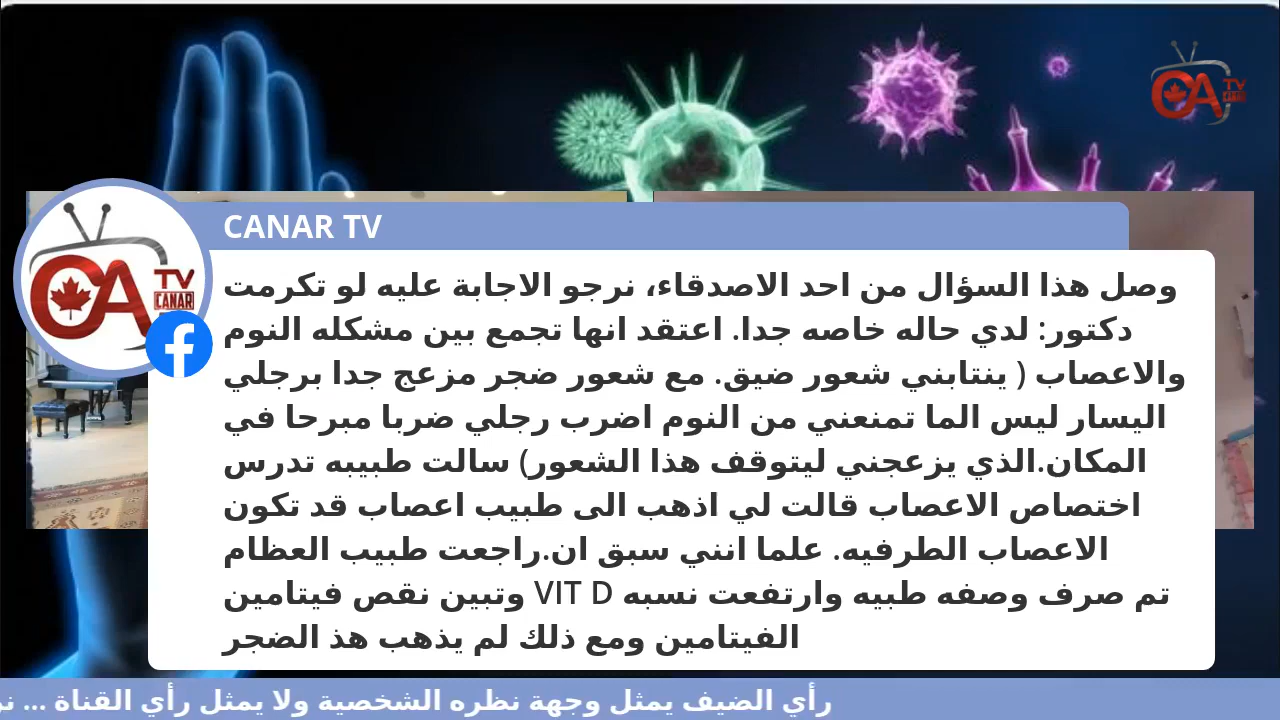 CANAR TV
وصل هذا السؤال من احد الاصدقاء، نرجو الاجابة عليه لو تكرمت
دكتور: لدي حاله خاصه جدا. اعتقد انها تجمع بين مشكله النوم
والاعصاب ( ينتابني شعور ضيق. مع شعور ضجر مزعج جدا برجلي
اليسار ليس الما تمنعني من النوم اضرب رجلي ضربا مبرحا في
المكان.الذي يزعجني ليتوقف هذا الشعور) سالت طبيبه تدرس
اختصاص الاعصاب قالت لي اذهب الى طبيب اعصاب قد تكون
الاعصاب الطرفيه. علما انني سبق ان.راجعت طبيب العظام
وتبين نقص فيتامين VIT D تم صرف وصفه طبيه وارتفعت نسبه
الفيتامين ومع ذلك لم يذهب هذ الضجر
رأي الضيف يمثل وجهة نظره الشخصية ولا يمثل رأي القناة ...
CA TV CANAR
CA TV